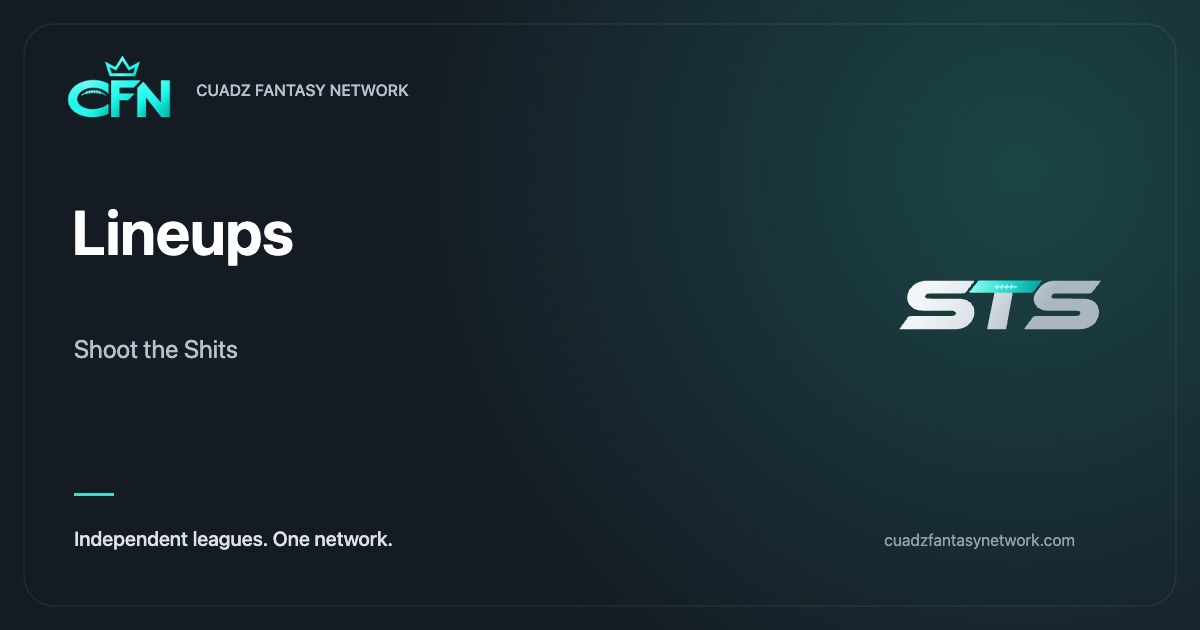 CFN
CUADZ FANTASY NETWORK
Lineups
Shoot the Shits
STS
Independent leagues. One network.
cuadzfantasynetwork.com